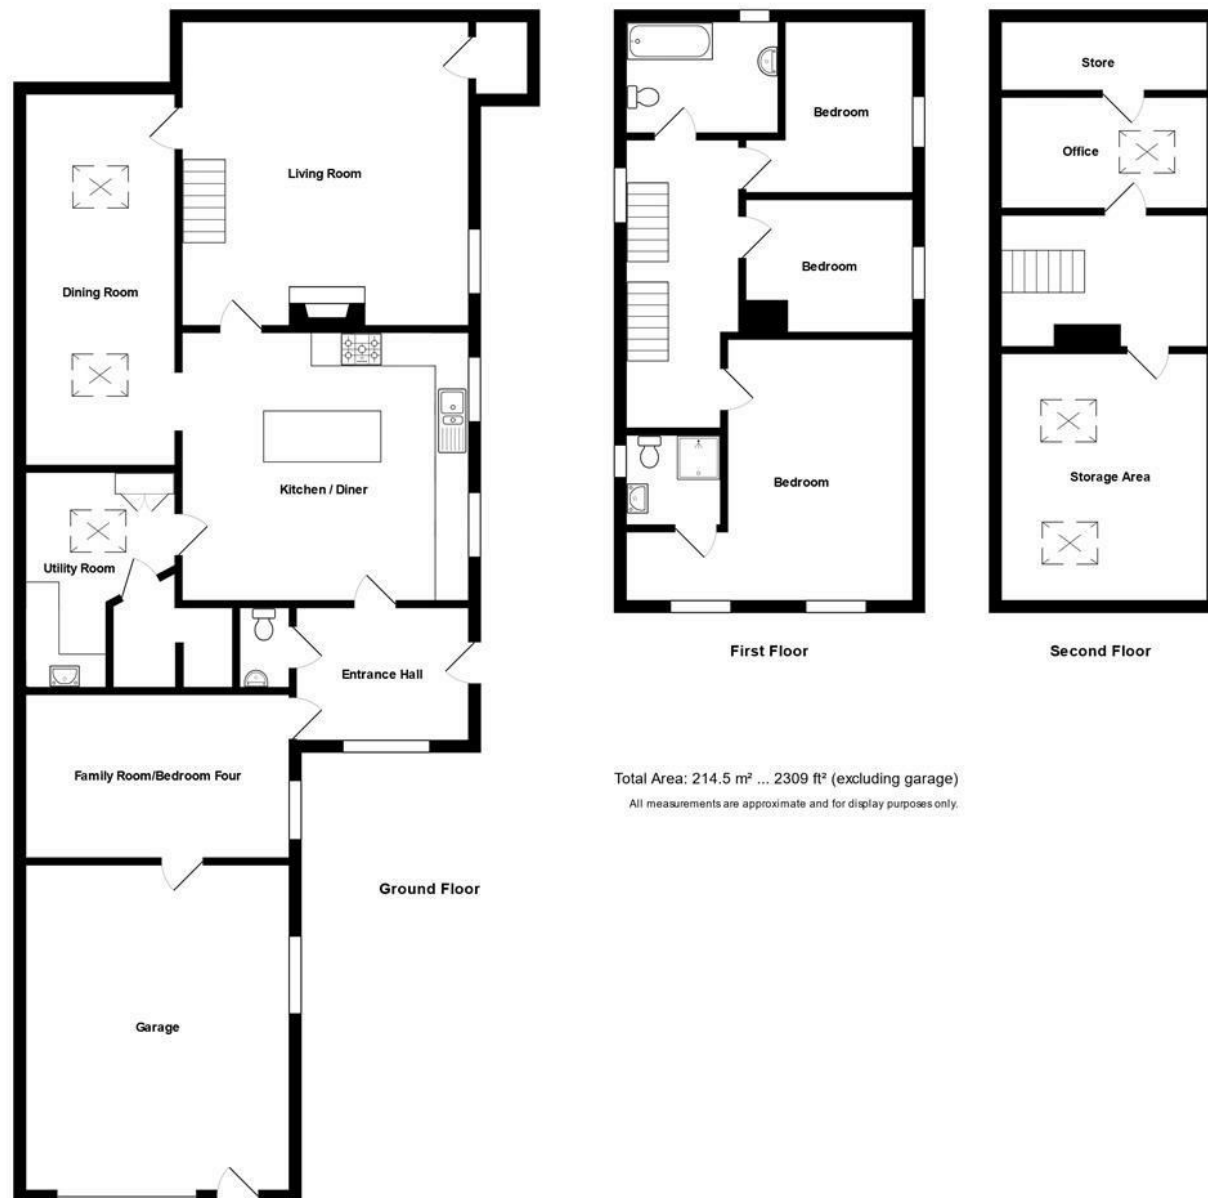 Living Room
Dining Room
Kitchen / Diner
Utility Room
Entrance Hall
Family Room/Bedroom Four
Garage
Ground Floor
Bedroom
Bedroom
Bedroom
First Floor
Store
Office
Storage Area
Second Floor
Total Area: 214.5 m² ... 2309 ft² (excluding garage)
All measurements are approximate and for display purposes only.